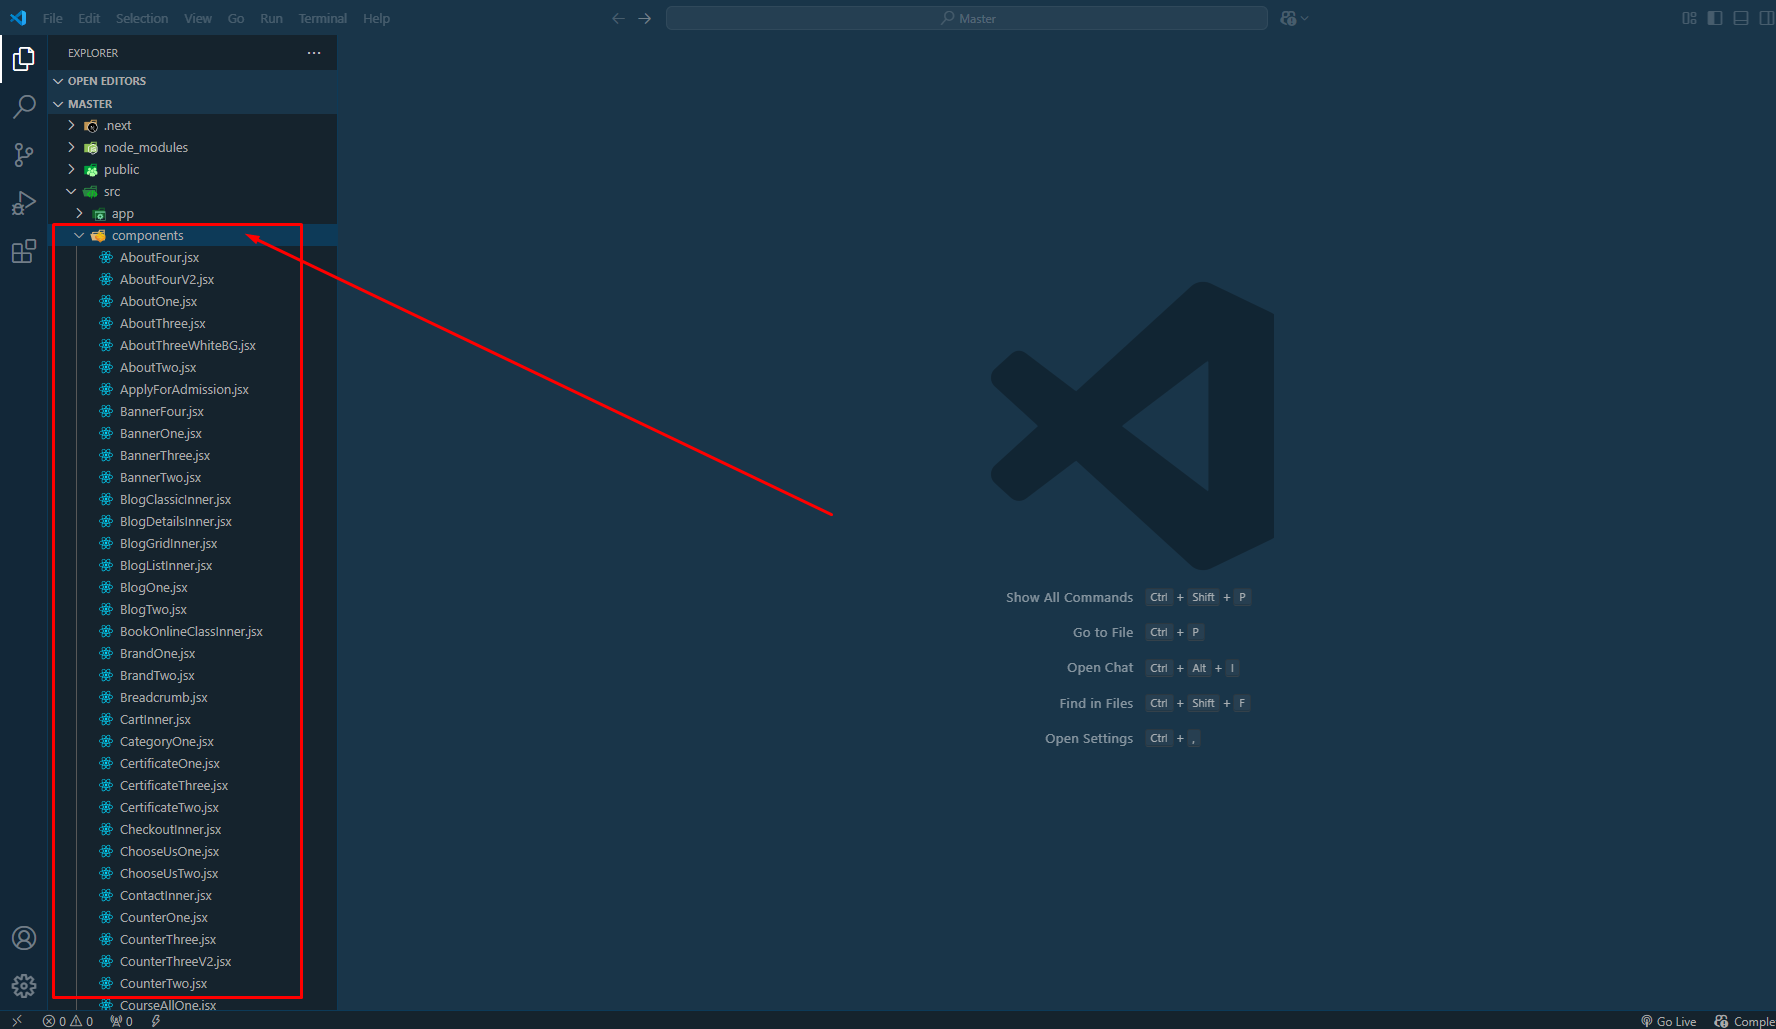 File Edit Selection View Go Run Terminal Help
Master
EXPLORER
OPEN EDITORS
MASTER
.next
node_modules
public
src
app
components
AboutFour.jsx
AboutFourV2.jsx
AboutOne.jsx
AboutThree.jsx
AboutThreeWhiteBG.jsx
AboutTwo.jsx
ApplyForAdmission.jsx
BannerFour.jsx
BannerOne.jsx
BannerThree.jsx
BannerTwo.jsx
BlogClassicInner.jsx
BlogDetailsInner.jsx
BlogGridInner.jsx
BlogListInner.jsx
BlogOne.jsx
BlogTwo.jsx
BookOnlineClassInner.jsx
BrandOne.jsx
BrandTwo.jsx
Breadcrumb.jsx
CartInner.jsx
CategoryOne.jsx
CertificateOne.jsx
CertificateThree.jsx
CertificateTwo.jsx
CheckoutInner.jsx
ChooseUsOne.jsx
ChooseUsTwo.jsx
ContactInner.jsx
CounterOne.jsx
CounterThree.jsx
CounterThreeV2.jsx
CounterTwo.jsx
CourseAllOne.jsx
Show All Commands Ctrl + Shift + P
Go to File Ctrl + P
Open Chat Ctrl + Alt + I
Find in Files Ctrl + Shift + F
Open Settings Ctrl + ,
0 0 0 Go Live Comple